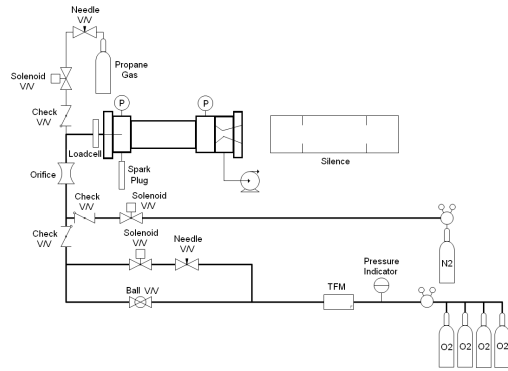 Needle
V/V
Propane
Gas
Solenoid
V/V
Check
V/V
P
P
Loadcell
Silence
Orifice
Spark
Plug
Check
V/V
Solenoid
V/V
Check
V/V
Solenoid
V/V
Needle
V/V
N2
Pressure
Indicator
Ball V/V
TFM
O2
O2
O2
O2